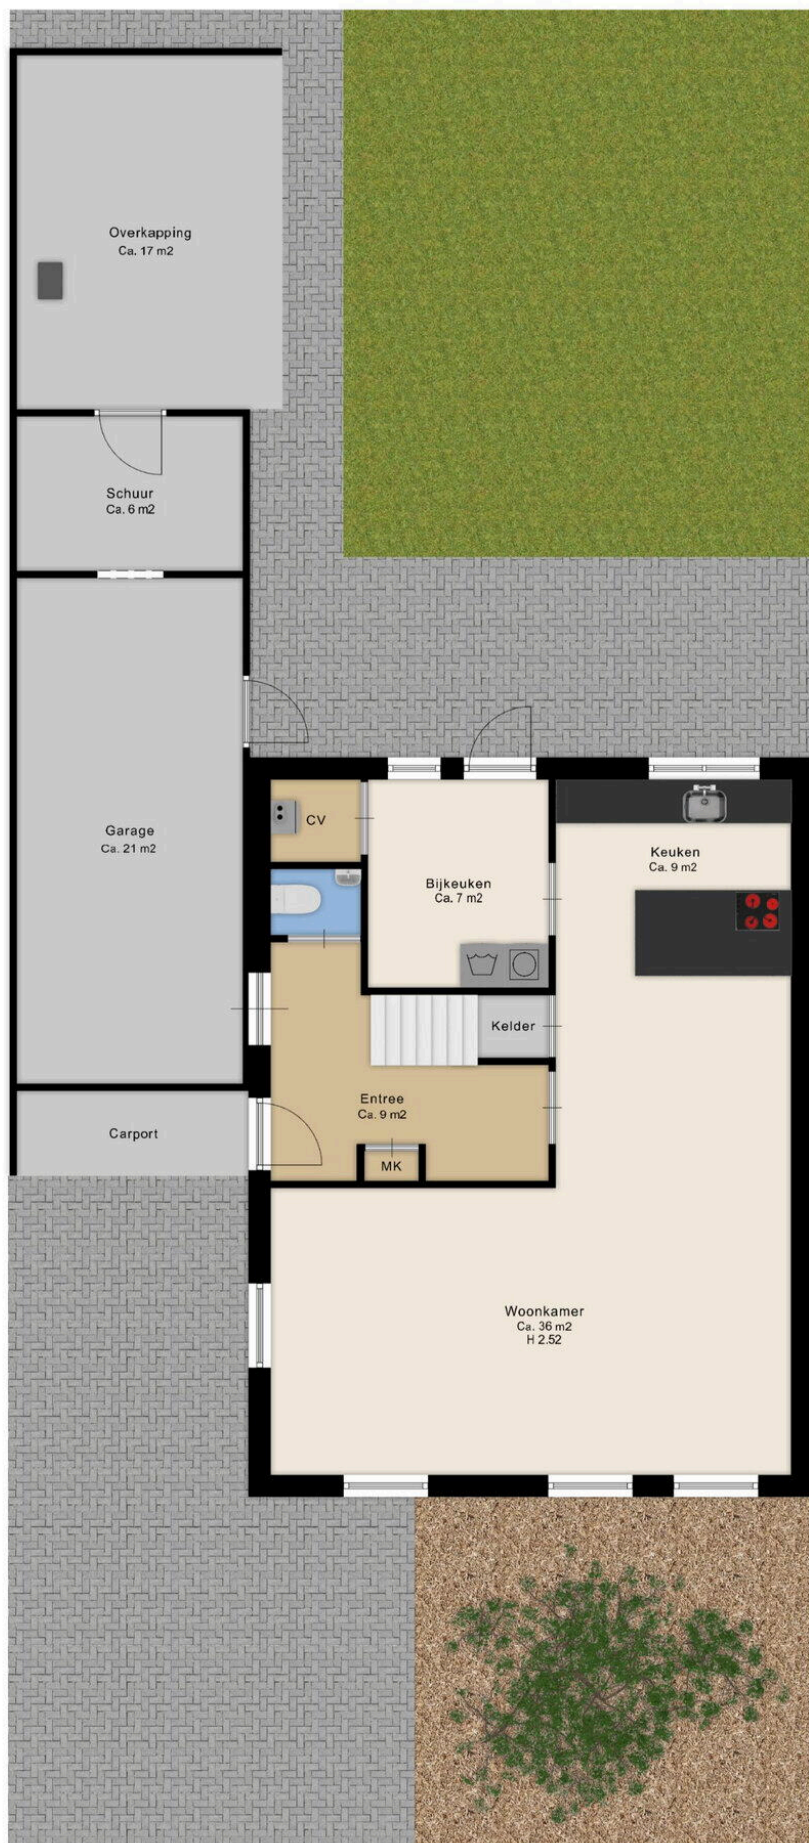 Overkapping
Ca. 17 m2
Schuur
Ca. 6 m2
Garage
Ca. 21 m2
CV
Bijkeuken
Ca. 7 m2
Keuken
Ca. 9 m2
Kelder
Entree
Ca. 9 m2
Carport
MK
Woonkamer
Ca. 36 m2
H 2.52